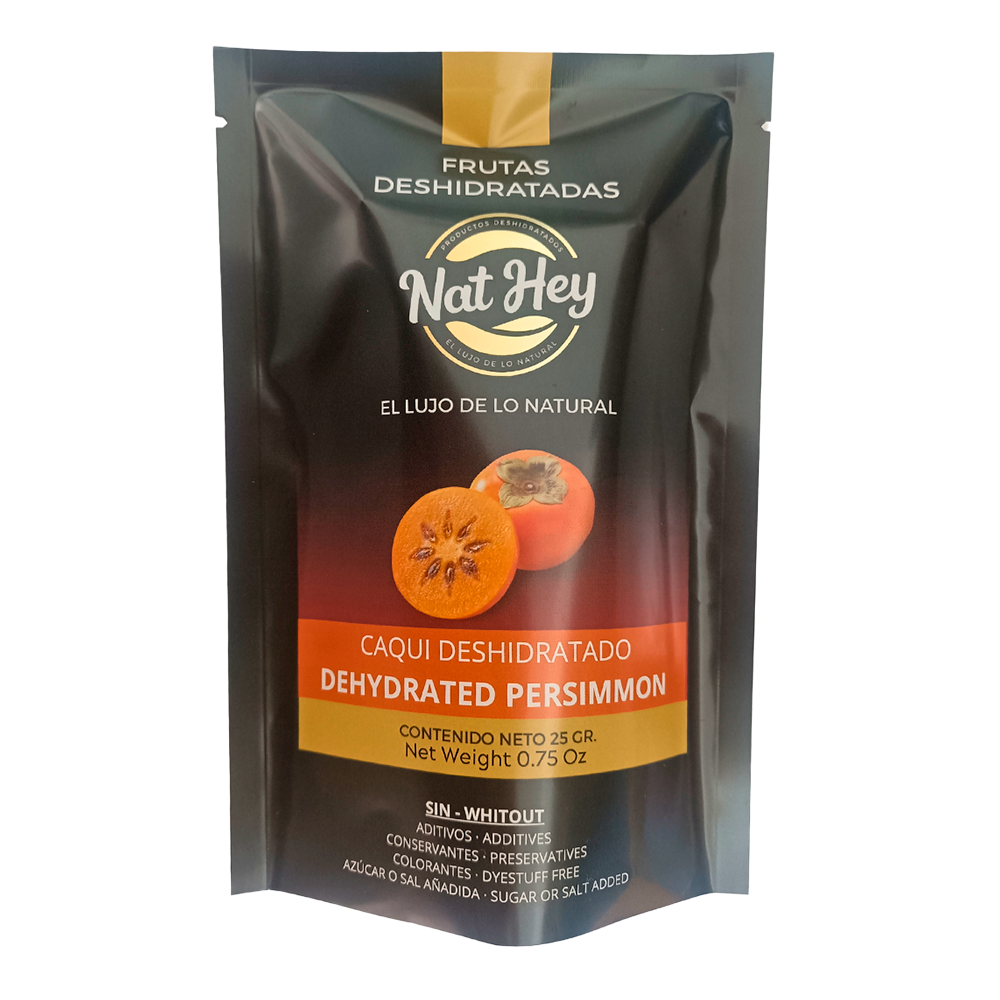 FRUTAS
DESHIDRATADAS
PRODUCTOS DESHIDRATADOS
Nat Hey
EL LUJO DE LO NATURAL
EL LUJO DE LO NATURAL
CAQUI DESHIDRATADO
DEHYDRATED PERSIMMON
CONTENIDO NETO 25 GR.
Net Weight 0.75 Oz
SIN - WHITOUT
ADITIVOS · ADDITIVES
CONSERVANTES · PRESERVATIVES
COLORANTES · DYESTUFF FREE
AZÚCAR O SAL AÑADIDA · SUGAR OR SALT ADDED